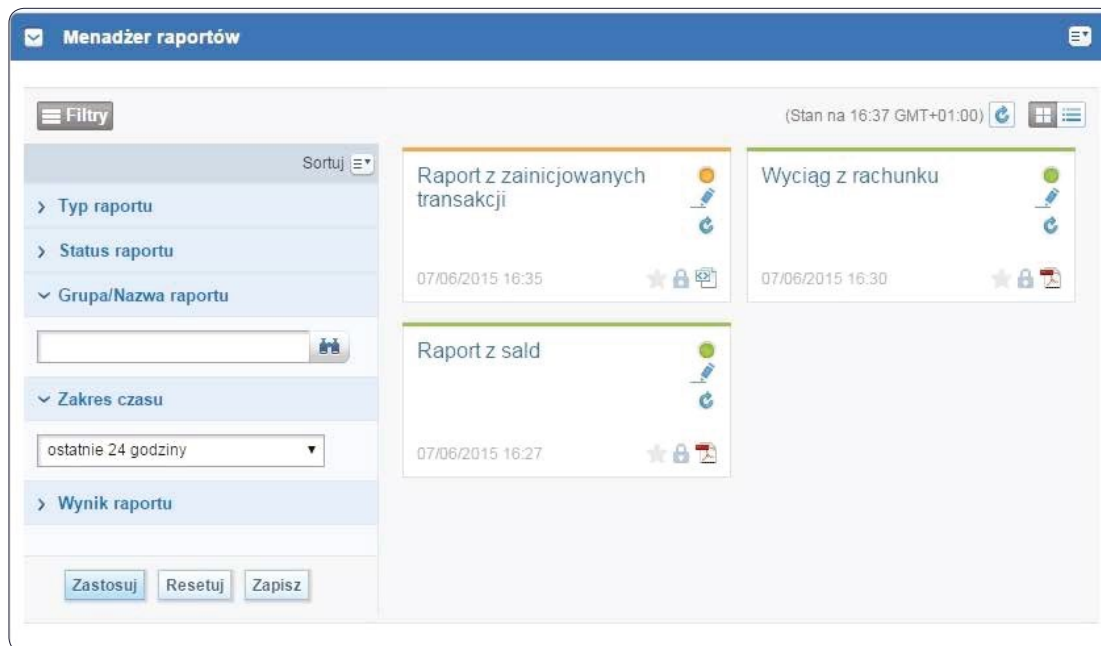 Menadżer raportów
Filtry
(Stan na 16:37 GMT+01:00)
Sortuj
Typ raportu
Status raportu
Grupa/Nazwa raportu
Zakres czasu
ostatnie 24 godziny
Wynik raportu
Zastosuj Resetuj Zapisz
Raport z zainicjowanych
transakcji
07/06/2015 16:35
Wyciąg z rachunku
07/06/2015 16:30
Raport z sald
07/06/2015 16:27